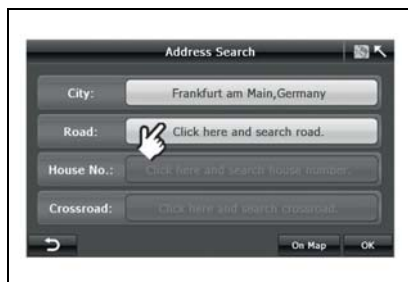 Address Search
City: Frankfurt am Main,Germany
Road: Click here and search road.
House No.: Click here and search house number.
Crossroad: Click here and search crossroad.
On Map OK